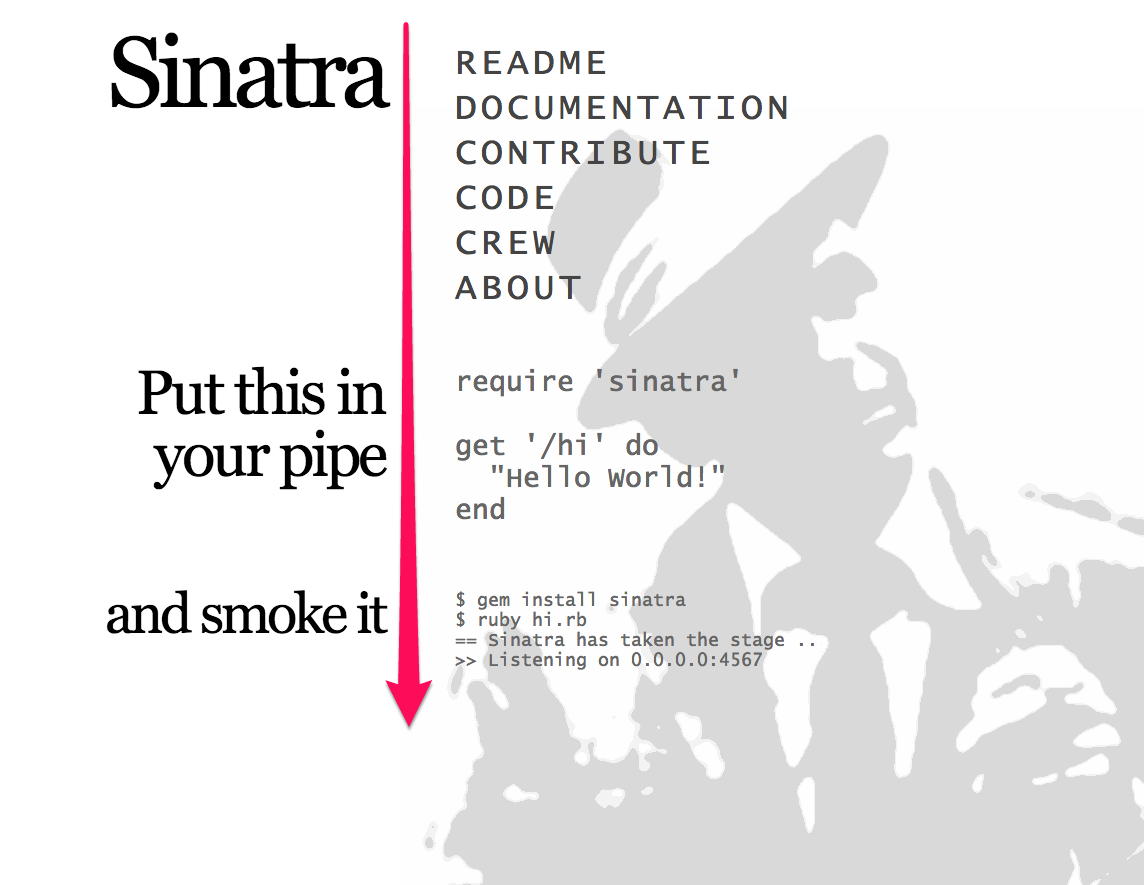 Sinatra
README
DOCUMENTATION
CONTRIBUTE
CODE
CREW
ABOUT
Put this in
your pipe
require 'sinatra'
get '/hi' do
  "Hello World!"
end
and smoke it
$ gem install sinatra
$ ruby hi.rb
== Sinatra has taken the stage ..
>> Listening on 0.0.0.0:4567